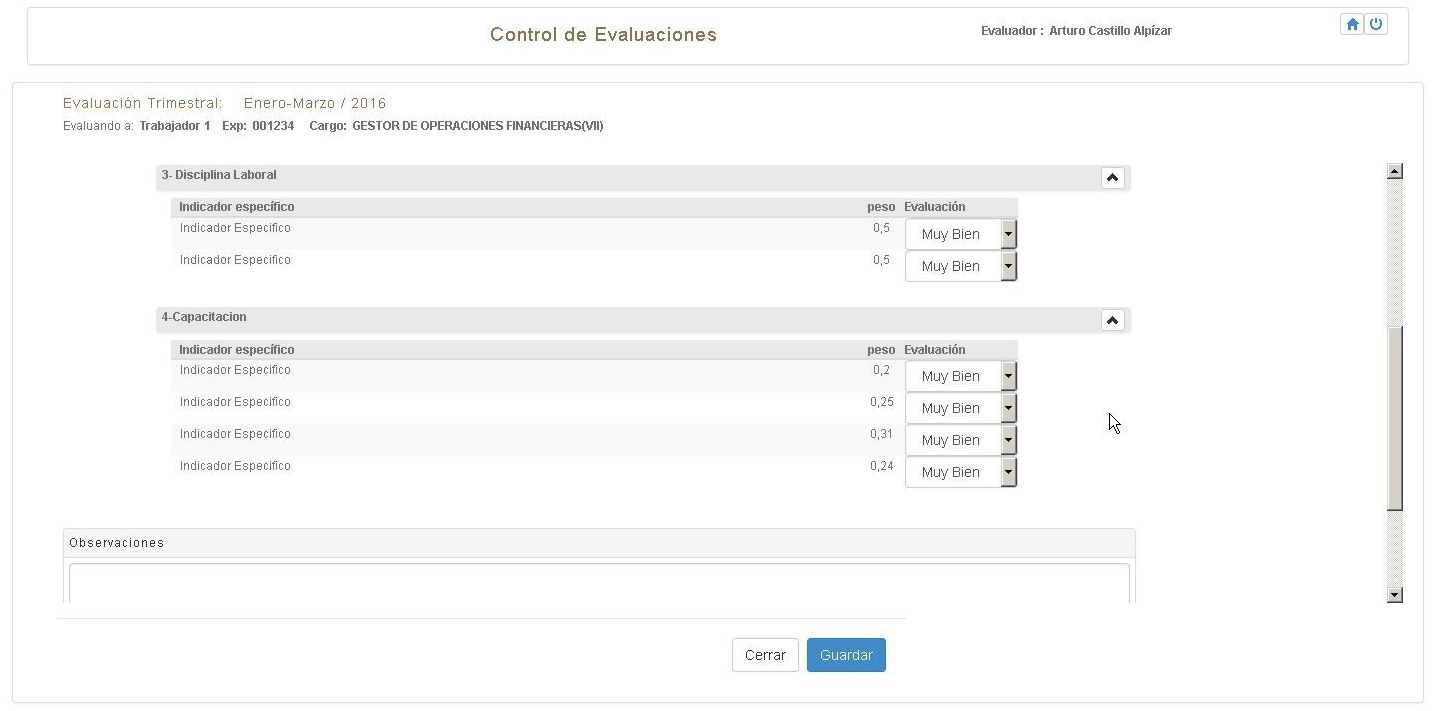 Control de Evaluaciones
Evaluador : Arturo Castillo Alpízar
Evaluación Trimestral: Enero-Marzo / 2016
Evaluando a: Trabajador 1 Exp: 001234 Cargo: GESTOR DE OPERACIONES FINANCIERAS(VII)
3- Disciplina Laboral
Indicador específico peso Evaluación
Indicador Especifico 0,5 Muy Bien
Indicador Especifico 0,5 Muy Bien
4-Capacitacion
Indicador específico peso Evaluación
Indicador Especifico 0,2 Muy Bien
Indicador Especifico 0,25 Muy Bien
Indicador Especifico 0,31 Muy Bien
Indicador Especifico 0,24 Muy Bien
Observaciones
Cerrar Guardar